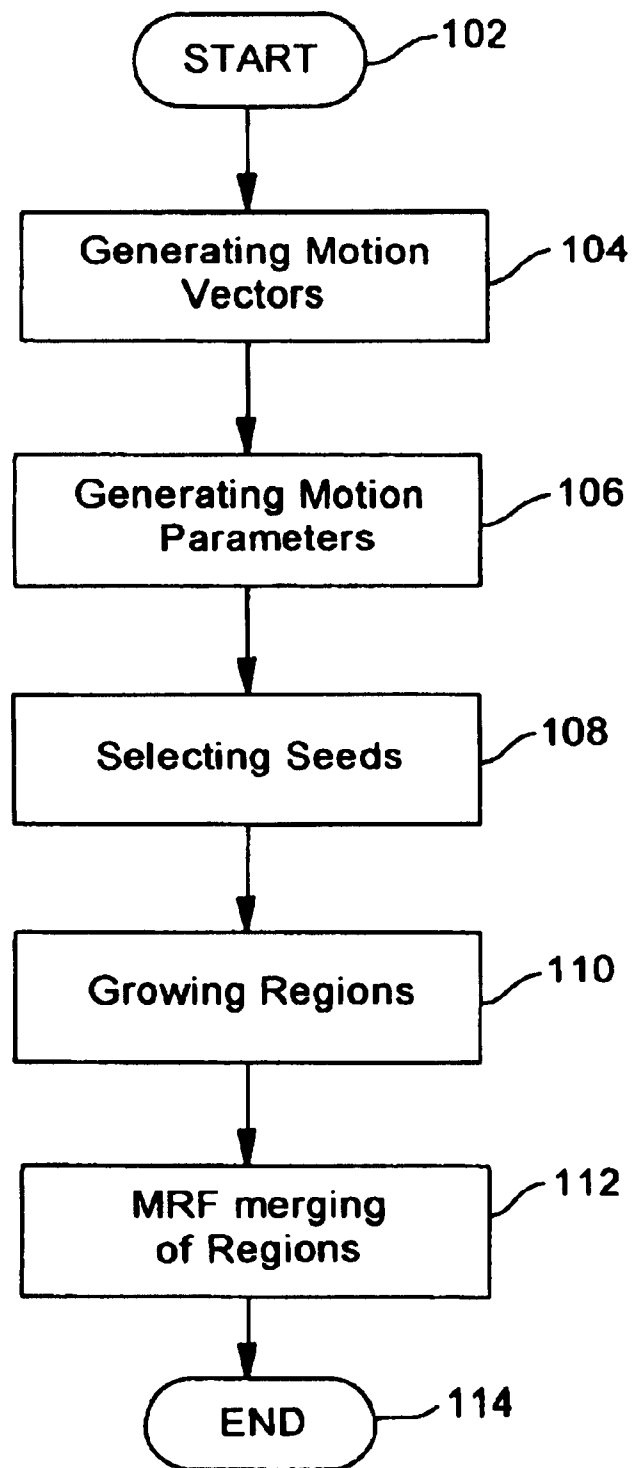 START
102
Generating Motion
Vectors
104
Generating Motion
Parameters
106
Selecting Seeds
108
Growing Regions
110
MRF merging
of Regions
112
END
114